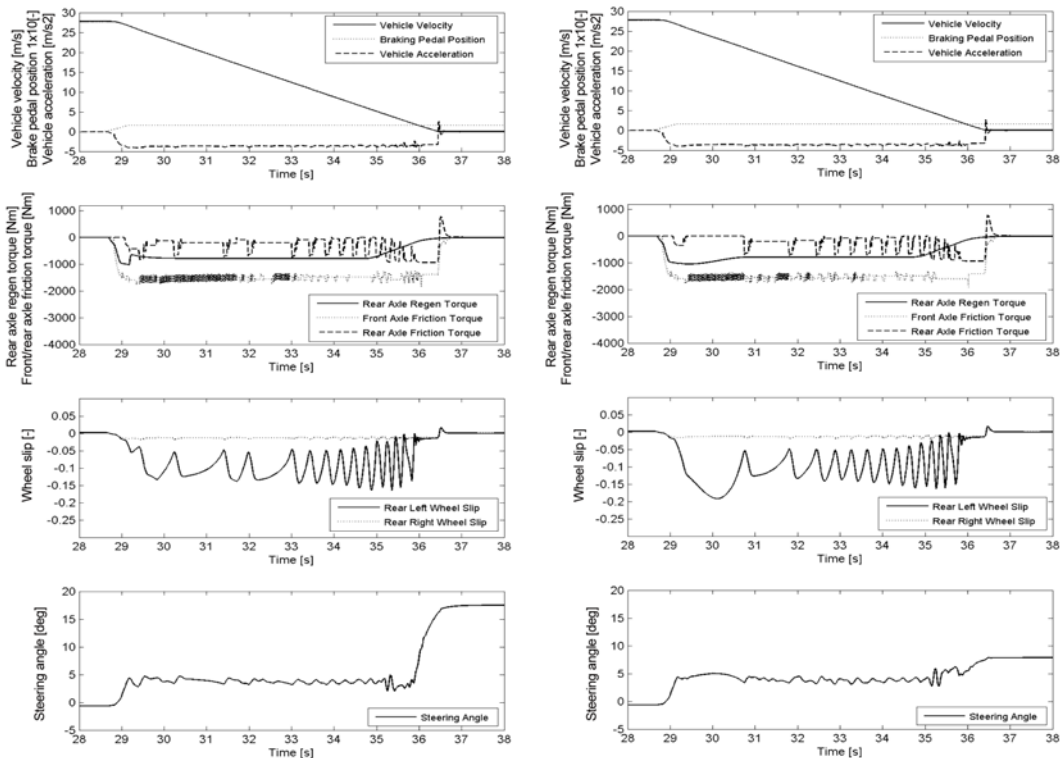 Vehicle velocity [m/s]
Brake pedal position 1x10[-]
Vehicle acceleration [m/s2]
30
25
20
15
10
5
0
-5
Vehicle Velocity
Braking Pedal Position
Vehicle Acceleration
28 29 30 31 32 33 34 35 36 37 38
Time [s]
Vehicle velocity [m/s]
Brake pedal position 1x10[-]
Vehicle acceleration [m/s2]
30
25
20
15
10
5
0
-5
Vehicle Velocity
Braking Pedal Position
Vehicle Acceleration
28 29 30 31 32 33 34 35 36 37 38
Time [s]
Rear axle regen torque [Nm]
Front/rear axle friction torque [Nm]
1000
0
-1000
-2000
-3000
-4000
Rear Axle Regen Torque
Front Axle Friction Torque
Rear Axle Friction Torque
28 29 30 31 32 33 34 35 36 37 38
Time [s]
Rear axle regen torque [Nm]
Front/rear axle friction torque [Nm]
1000
0
-1000
-2000
-3000
-4000
Rear Axle Regen Torque
Front Axle Friction Torque
Rear Axle Friction Torque
28 29 30 31 32 33 34 35 36 37 38
Time [s]
Wheel slip [-]
0.05
0
-0.05
-0.1
-0.15
-0.2
-0.25
Rear Left Wheel Slip
Rear Right Wheel Slip
28 29 30 31 32 33 34 35 36 37 38
Time [s]
Wheel slip [-]
0.05
0
-0.05
-0.1
-0.15
-0.2
-0.25
Rear Left Wheel Slip
Rear Right Wheel Slip
28 29 30 31 32 33 34 35 36 37 38
Time [s]
Steering angle [deg]
20
15
10
5
0
-5
Steering Angle
28 29 30 31 32 33 34 35 36 37 38
Time [s]
Steering angle [deg]
20
15
10
5
0
-5
Steering Angle
28 29 30 31 32 33 34 35 36 37 38
Time [s]